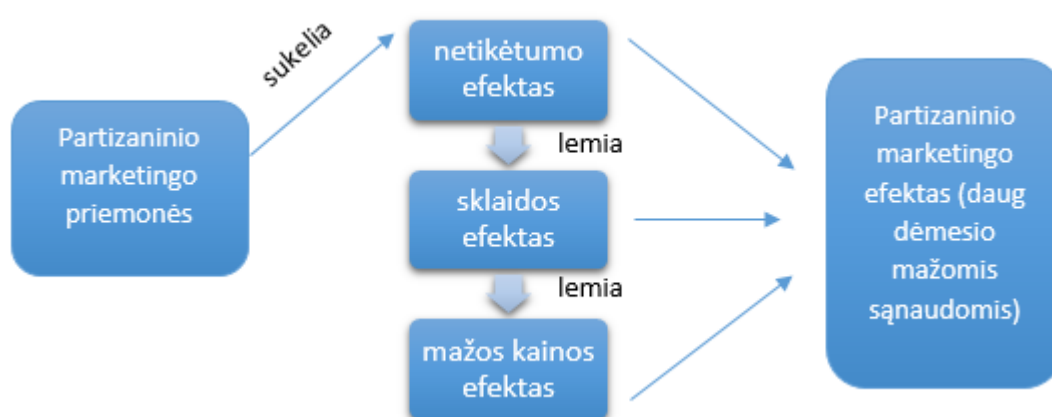 Partizaninio
marketingo
priemonės
sukelia
netikėtumo
efektas
lemia
sklaidos
efektas
lemia
mažos kainos
efektas
Partizaninio
marketingo
efektas (daug
dėmesio
mažomis
sąnaudomis)